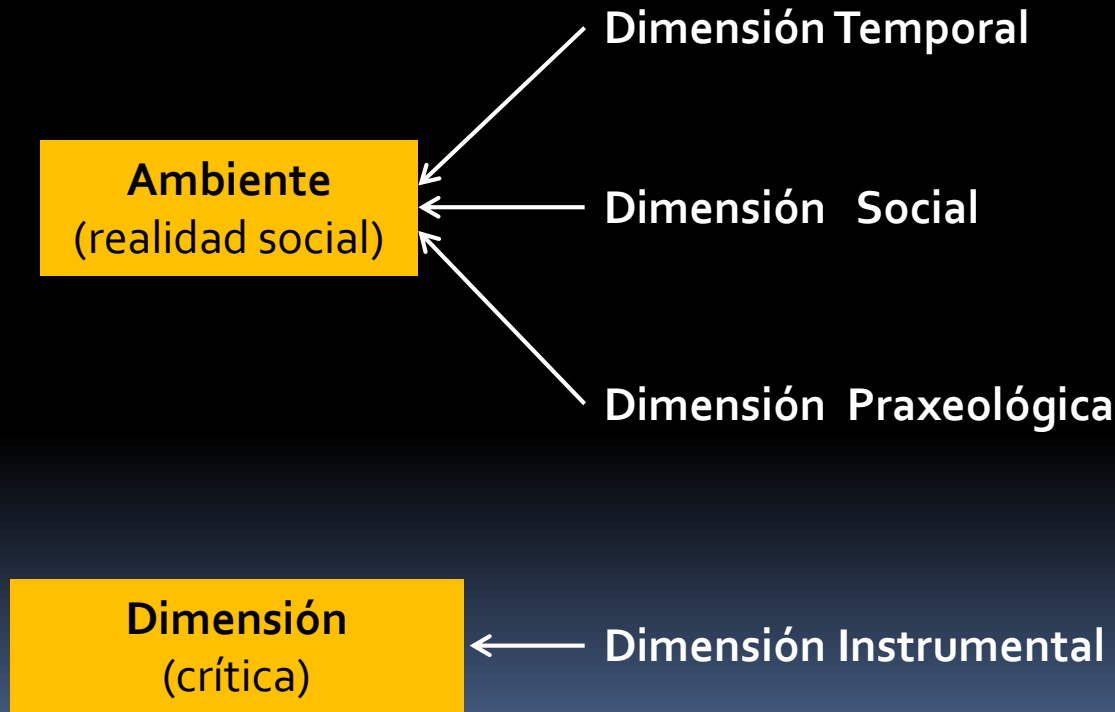 Dimensión Temporal
Ambiente
(realidad social)
Dimensión Social
Dimensión Praxeológica
Dimensión
(crítica)
Dimensión Instrumental